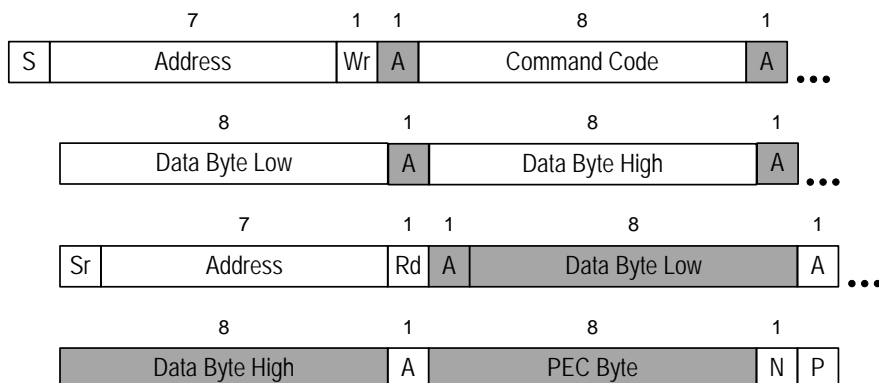 7 1 1 8 1
S Address Wr A Command Code A ...
8 1 8 1
Data Byte Low A Data Byte High A ...
7 1 1 8 1
Sr Address Rd A Data Byte Low A ...
8 1 8 1
Data Byte High A PEC Byte N P